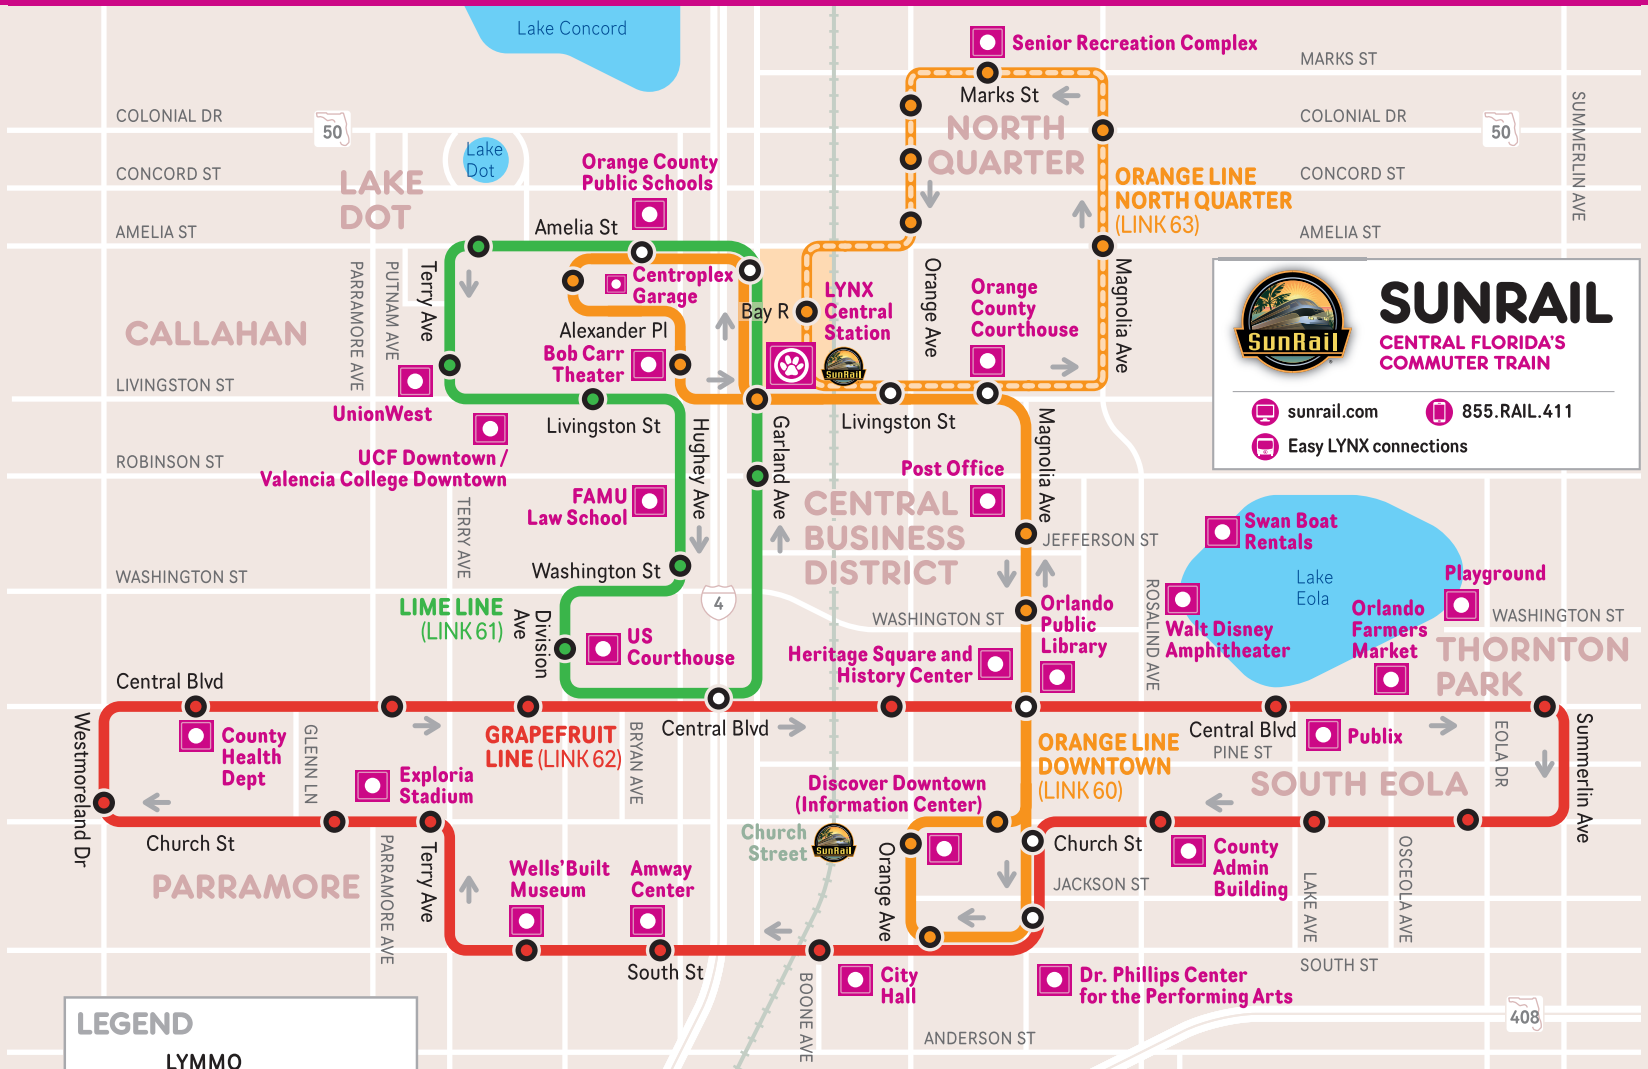 Lake Concord
Senior Recreation Complex
MARKS ST
Marks St
COLONIAL DR
50
Lake
Dot
NORTH
QUARTER
COLONIAL DR
50
SUMMERLIN AVE
Orange County
Public Schools
CONCORD ST
LAKE
DOT
ORANGE LINE
NORTH QUARTER
(LINK 63)
CONCORD ST
AMELIA ST
Amelia St
AMELIA ST
PARRAMORE AVE
PUTNAM AVE
Terry Ave
Centroplex
Garage
Bay R
LYNX
Central
Station
Orange Ave
Orange
County
Courthouse
Magnolia Ave
SUNRAIL
CENTRAL FLORIDA'S
COMMUTER TRAIN
SunRail
sunrail.com
855.RAIL.411
Easy LYNX connections
CALLAHAN
Alexander Pl
Bob Carr
Theater
SunRail
LIVINGSTON ST
UnionWest
Livingston St
Livingston St
Hughey Ave
Garland Ave
Magnolia Ave
ROBINSON ST
UCF Downtown /
Valencia College Downtown
Post Office
TERRY AVE
FAMU
Law School
CENTRAL
BUSINESS
DISTRICT
JEFFERSON ST
Swan Boat
Rentals
WASHINGTON ST
Washington St
4
ROSALIND AVE
Lake
Eola
Playground
LIME LINE
(LINK 61)
Division
Ave
WASHINGTON ST
Orlando
Public
Library
Walt Disney
Amphitheater
Orlando
Farmers
Market
WASHINGTON ST
THORNTON
PARK
US
Courthouse
Heritage Square and
History Center
Central Blvd
Westmoreland Dr
County
Health
Dept
GLENN LN
GRAPEFRUIT
LINE (LINK 62)
BRYAN AVE
Central Blvd
ORANGE LINE
DOWNTOWN
(LINK 60)
Central Blvd
PINE ST
Publix
EOLA DR
Summerlin Ave
SOUTH EOLA
Exploria
Stadium
Discover Downtown
(Information Center)
Church St
Church
Street
SunRail
Church St
PARRAMORE
PARRAMORE AVE
Terry Ave
Wells'Built
Museum
Amway
Center
Orange Ave
JACKSON ST
County
Admin
Building
LAKE AVE
OSCEOLA AVE
South St
BOONE AVE
City
Hall
Dr. Phillips Center
for the Performing Arts
SOUTH ST
408
ANDERSON ST
LEGEND
LYMMO